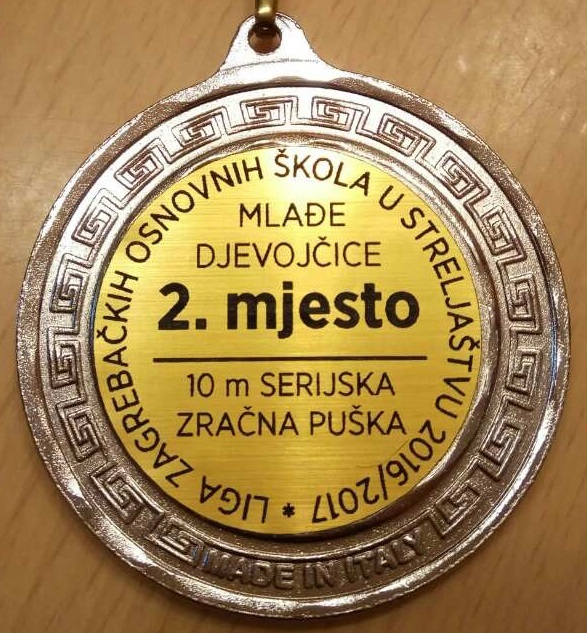 LIGA ZAGREBAČKIH OSNOVNIH ŠKOLA U STRELJAŠTVU 2016/2017 *
MLAĐE
DJEVOJČICE
2. mjesto
10 m SERIJSKA
ZRAČNA PUŠKA
MADE IN ITALY